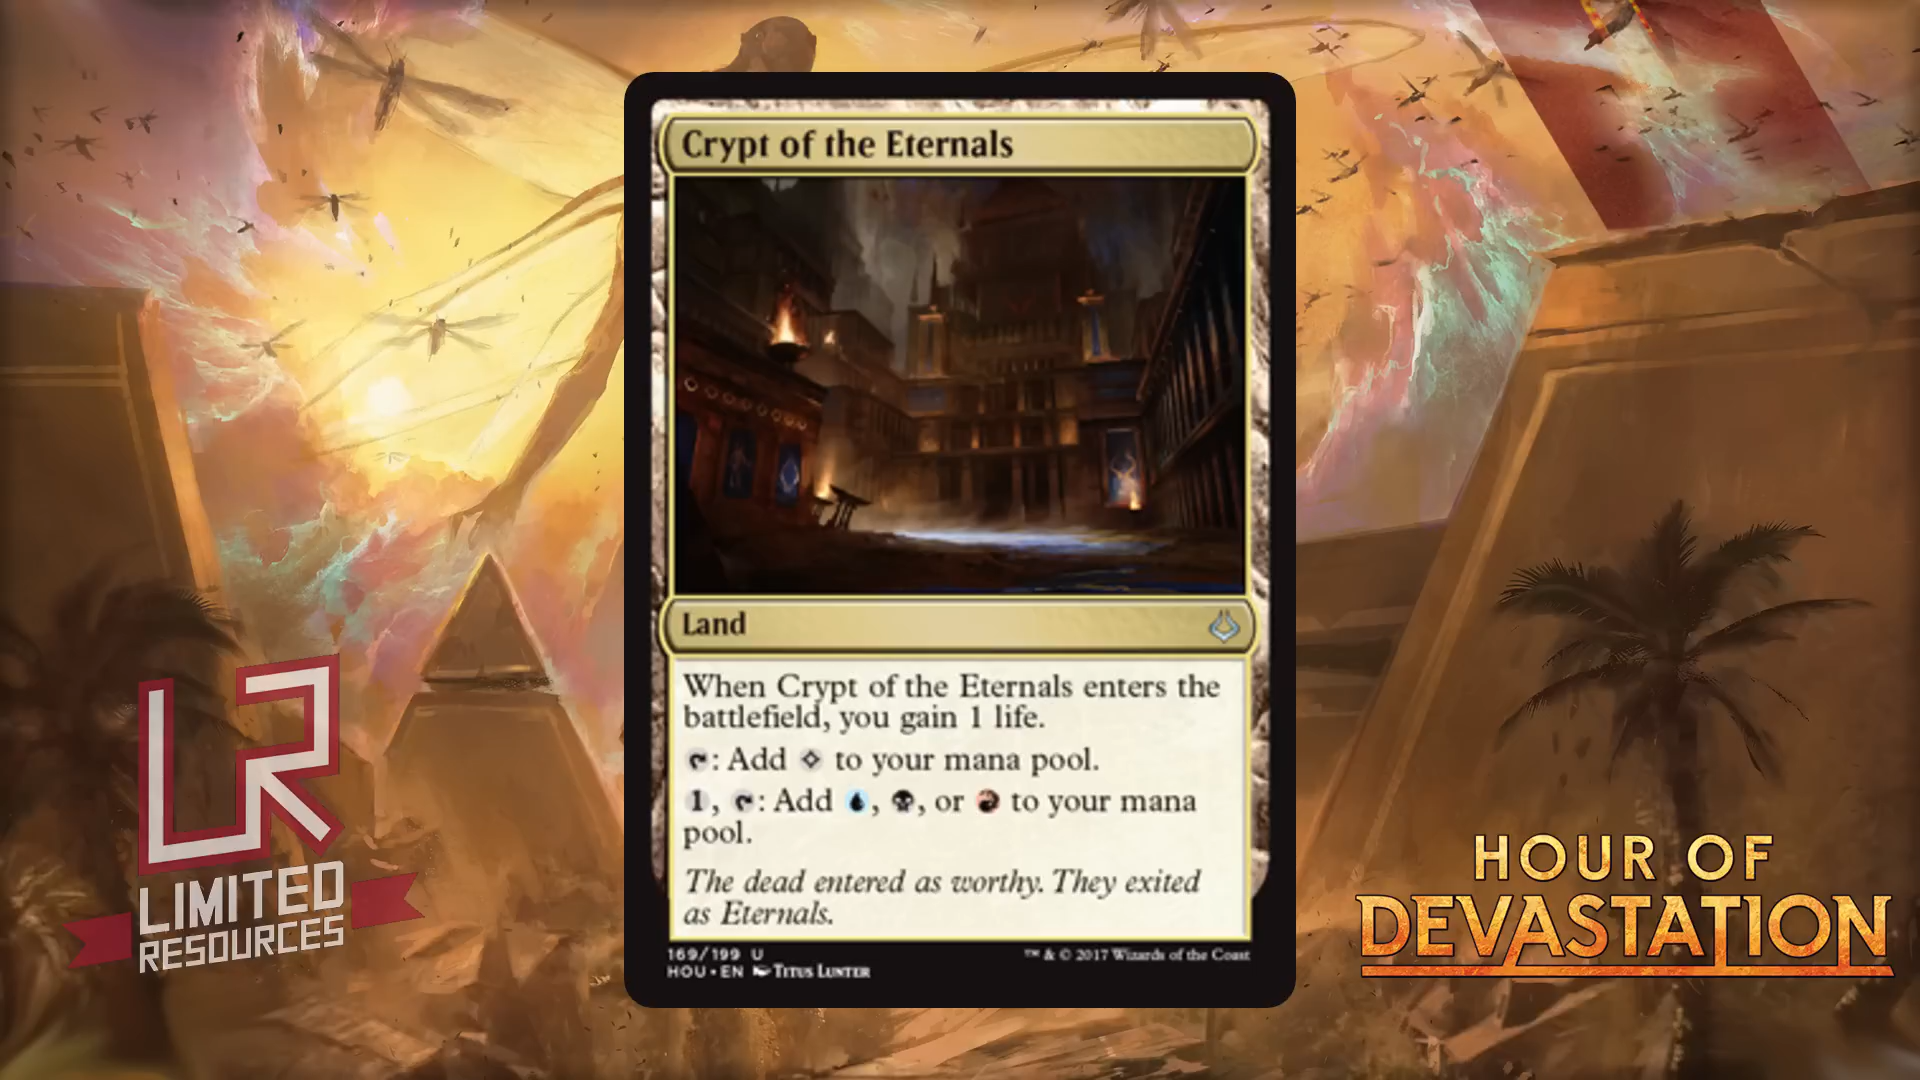 Crypt of the Eternals
Land
When Crypt of the Eternals enters the
battlefield, you gain 1 life.
: Add to your mana pool.
1, : Add , , or to your mana
pool.
The dead entered as worthy. They exited
as Eternals.
169/199 U
HOU • EN Titus Lunter
™ & © 2017 Wizards of the Coast
LR
LIMITED
RESOURCES
HOUR OF
DEVASTATION